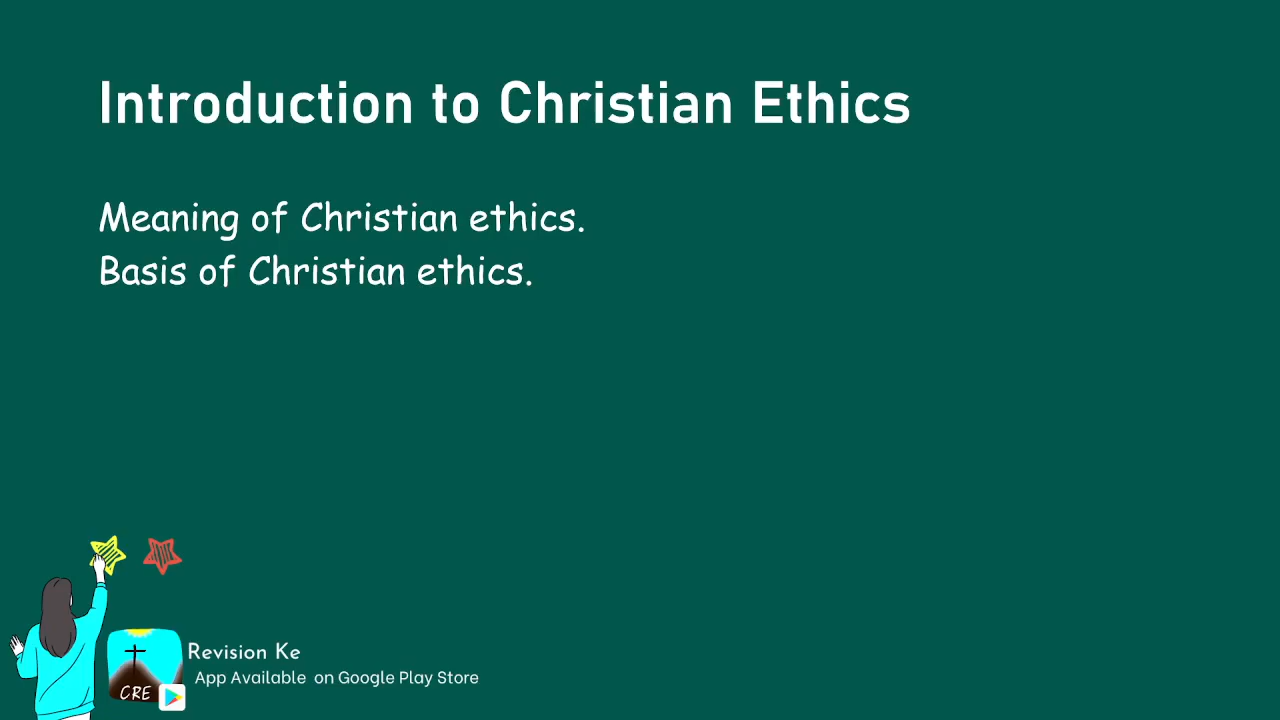 Introduction to Christian Ethics
Meaning of Christian ethics.
Basis of Christian ethics.
CRE
Revision Ke
App Available on Google Play Store